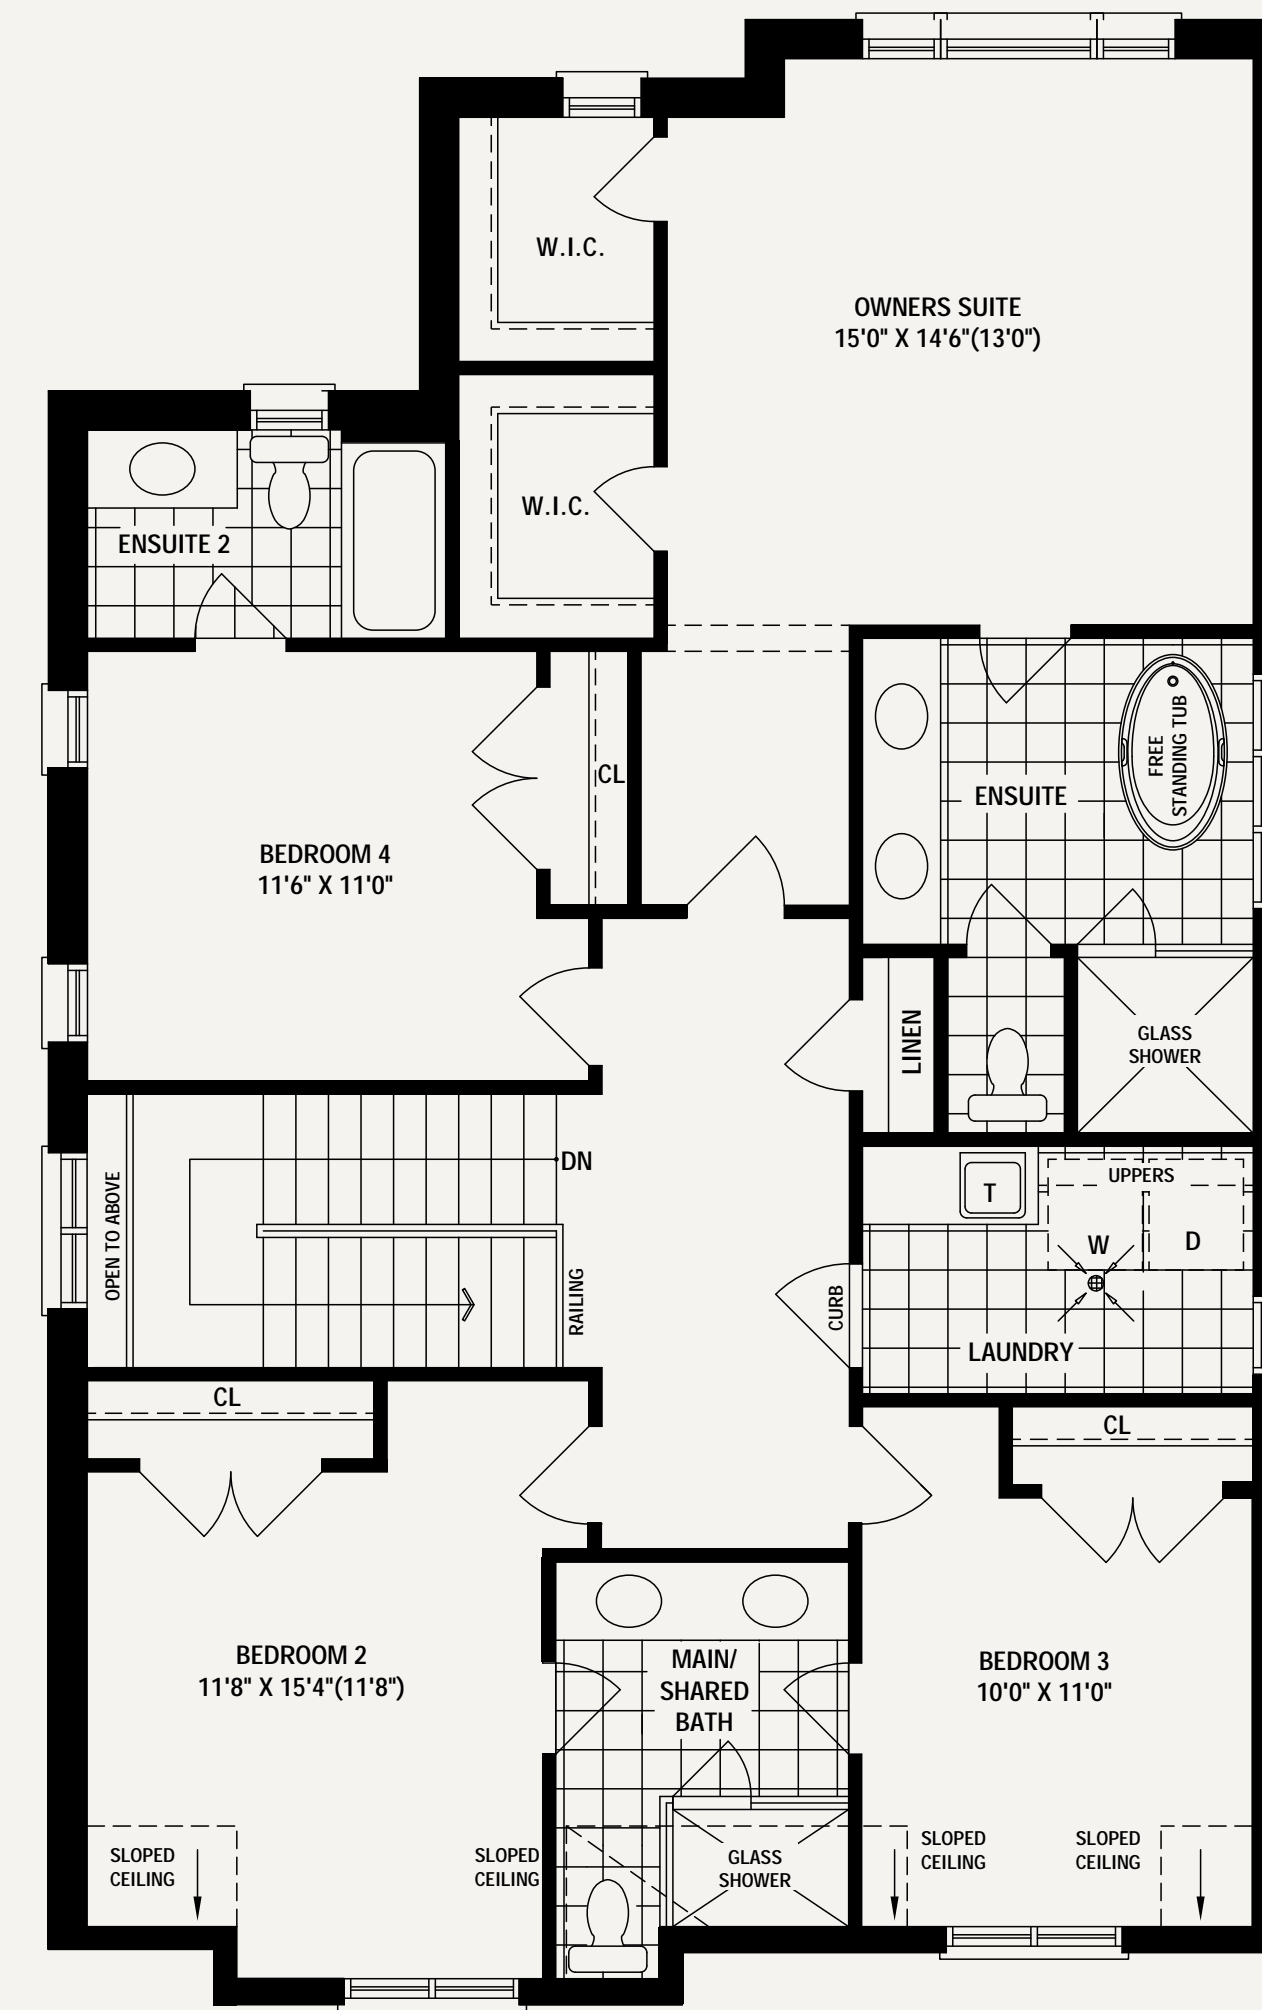 W.I.C.
OWNERS SUITE
15'0" X 14'6"(13'0")
W.I.C.
ENSUITE 2
FREE
STANDING TUB
CL
ENSUITE
BEDROOM 4
11'6" X 11'0"
LINEN
GLASS
SHOWER
DN
OPEN TO ABOVE
UPPERS
T
W
D
RAILING
CURB
LAUNDRY
CL
CL
BEDROOM 2
11'8" X 15'4"(11'8")
MAIN/
SHARED
BATH
BEDROOM 3
10'0" X 11'0"
SLOPED
CEILING
SLOPED
CEILING
GLASS
SHOWER
SLOPED
CEILING
SLOPED
CEILING